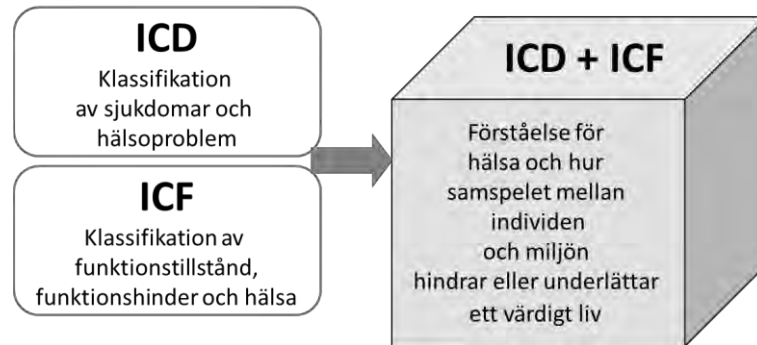 ICD
Klassifikation
av sjukdomar och
hälsoproblem
ICF
Klassifikation av
funktionstillstånd,
funktionshinder och hälsa
ICD + ICF
Förståelse för
hälsa och hur
samspelet mellan
individen
och miljön
hindrar eller underlättar
ett värdigt liv